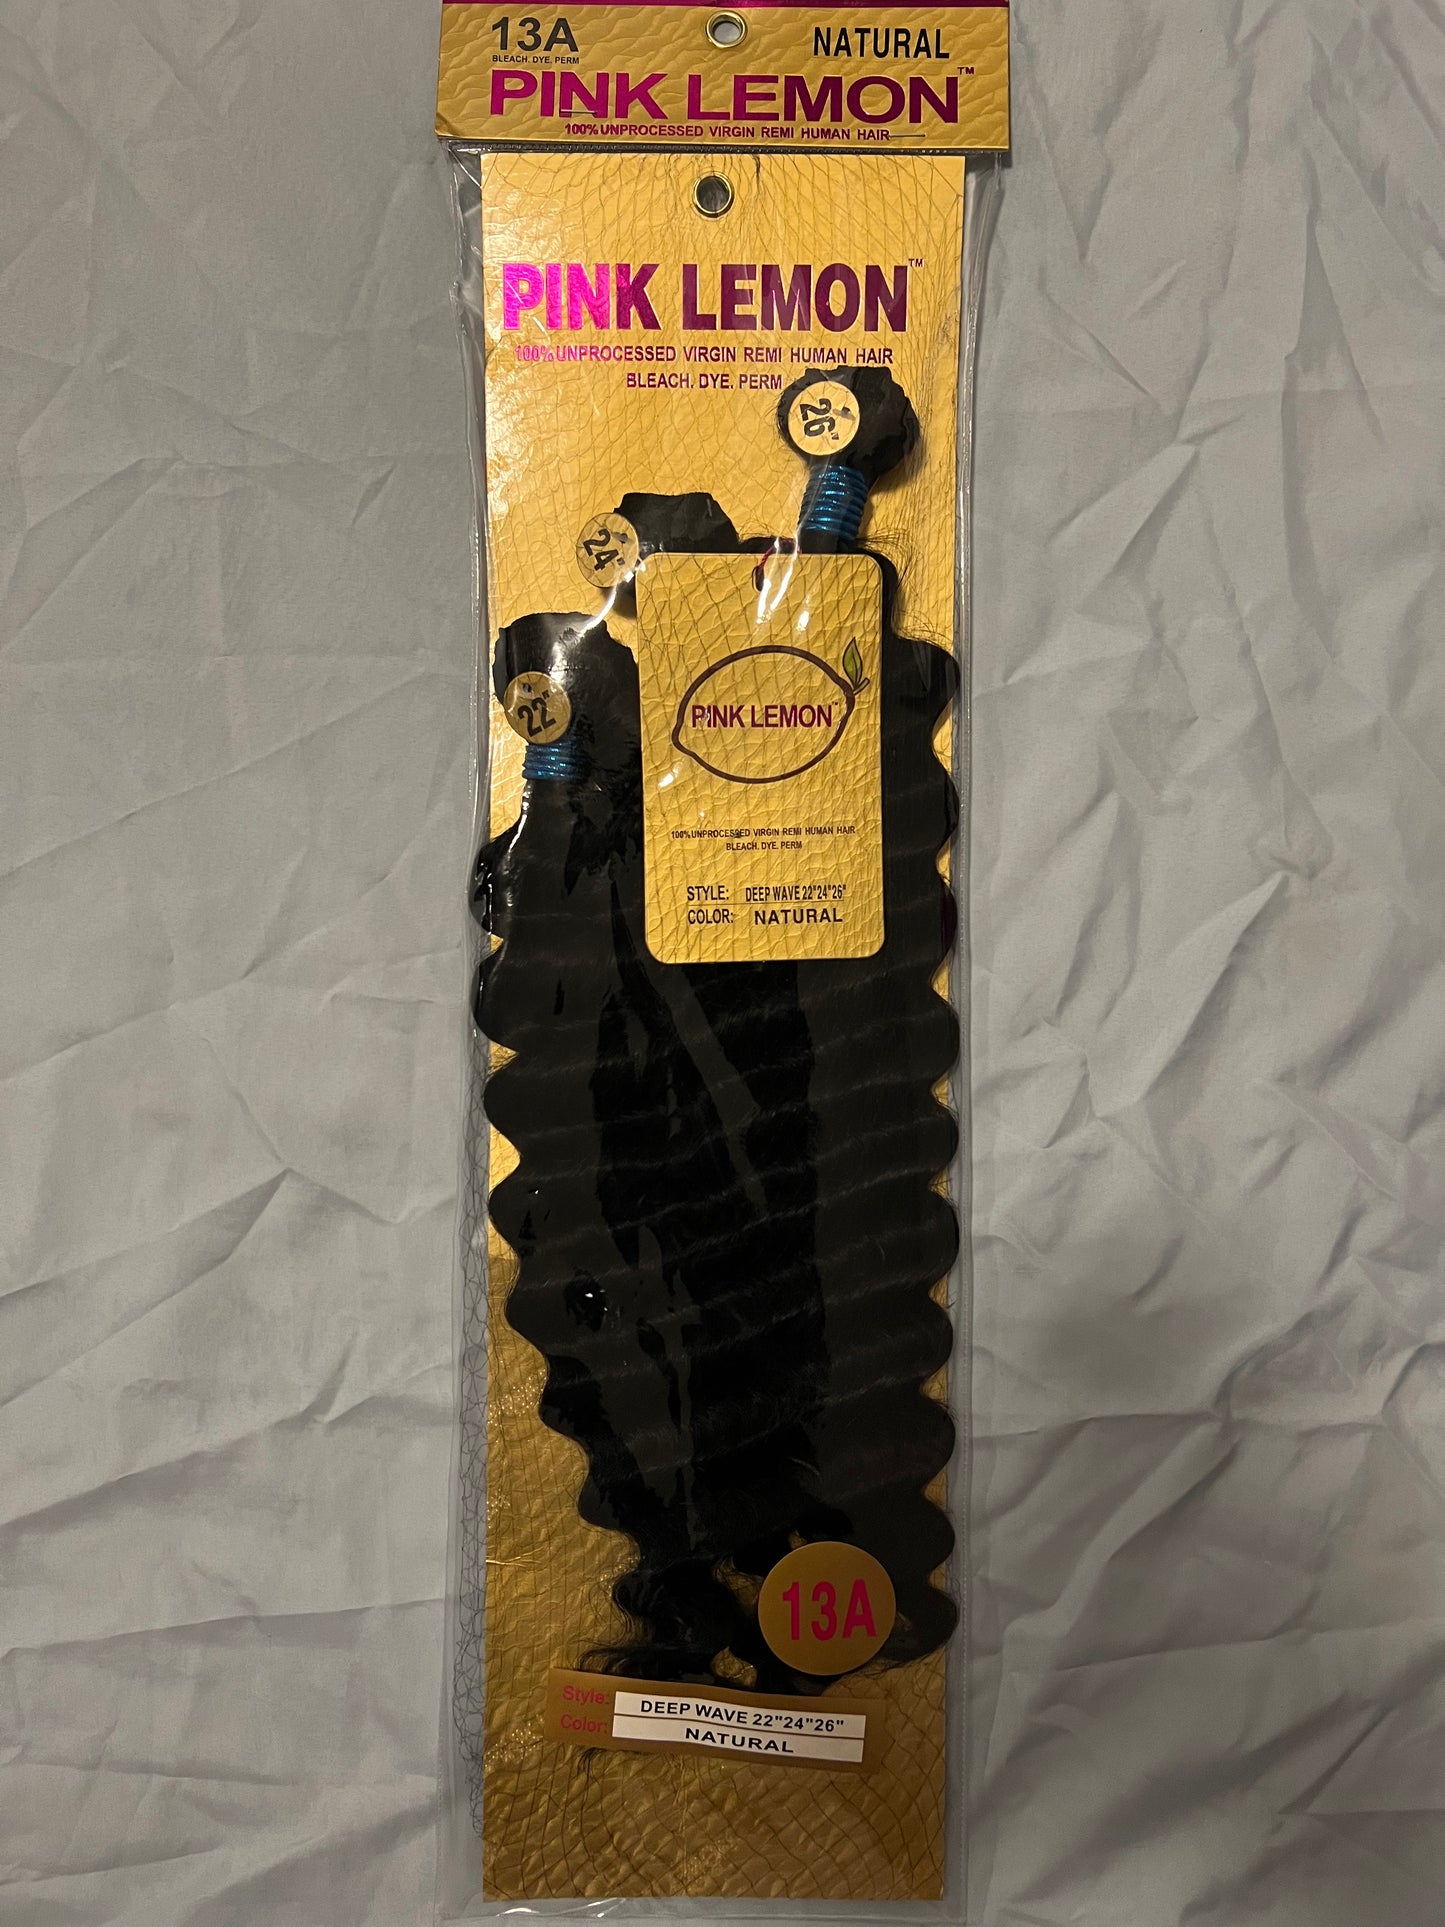 13A
NATURAL
BLEACH. DYE. PERM
PINK LEMON™
100% UNPROCESSED VIRGIN REMI HUMAN HAIR
PINK LEMON™
100% UNPROCESSED VIRGIN REMI HUMAN HAIR
BLEACH. DYE. PERM
26"
24"
22"
PINK LEMON™
100% UNPROCESSED VIRGIN REMI HUMAN HAIR
BLEACH. DYE. PERM
STYLE: DEEP WAVE 22"24"26"
COLOR: NATURAL
13A
Style: DEEP WAVE 22"24"26"
Color: NATURAL